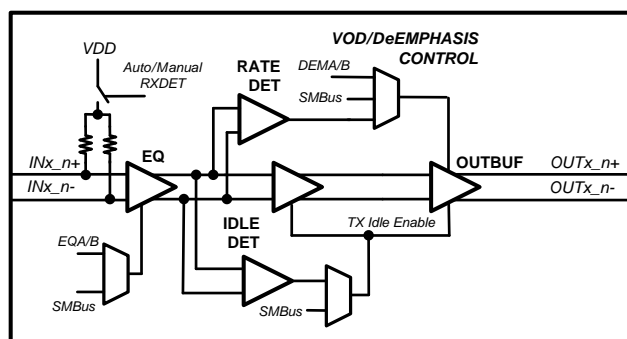 VOD/DeEMPHASIS
CONTROL
VDD
Auto/Manual
RXDET
RATE
DET
DEMA/B
SMBus
EQ
OUTBUF
INx_n+
INx_n-
OUTx_n+
OUTx_n-
IDLE
DET
TX Idle Enable
EQA/B
SMBus
SMBus